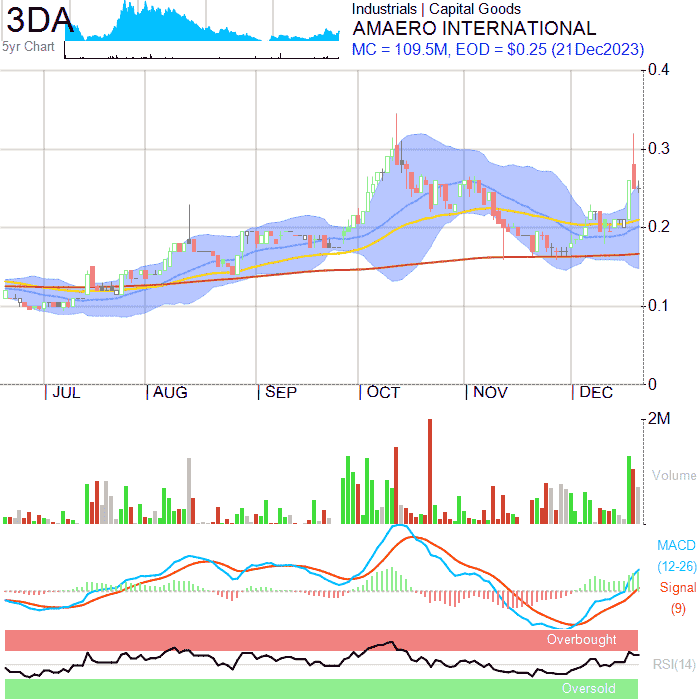 3DA
5yr Chart
Industrials | Capital Goods
AMAERO INTERNATIONAL
MC = 109.5M, EOD = $0.25 (21Dec2023)
0.4
0.3
0.2
0.1
0
JUL AUG SEP OCT NOV DEC
2M
Volume
MACD
(12-26)
Signal
(9)
Overbought
RSI(14)
Oversold